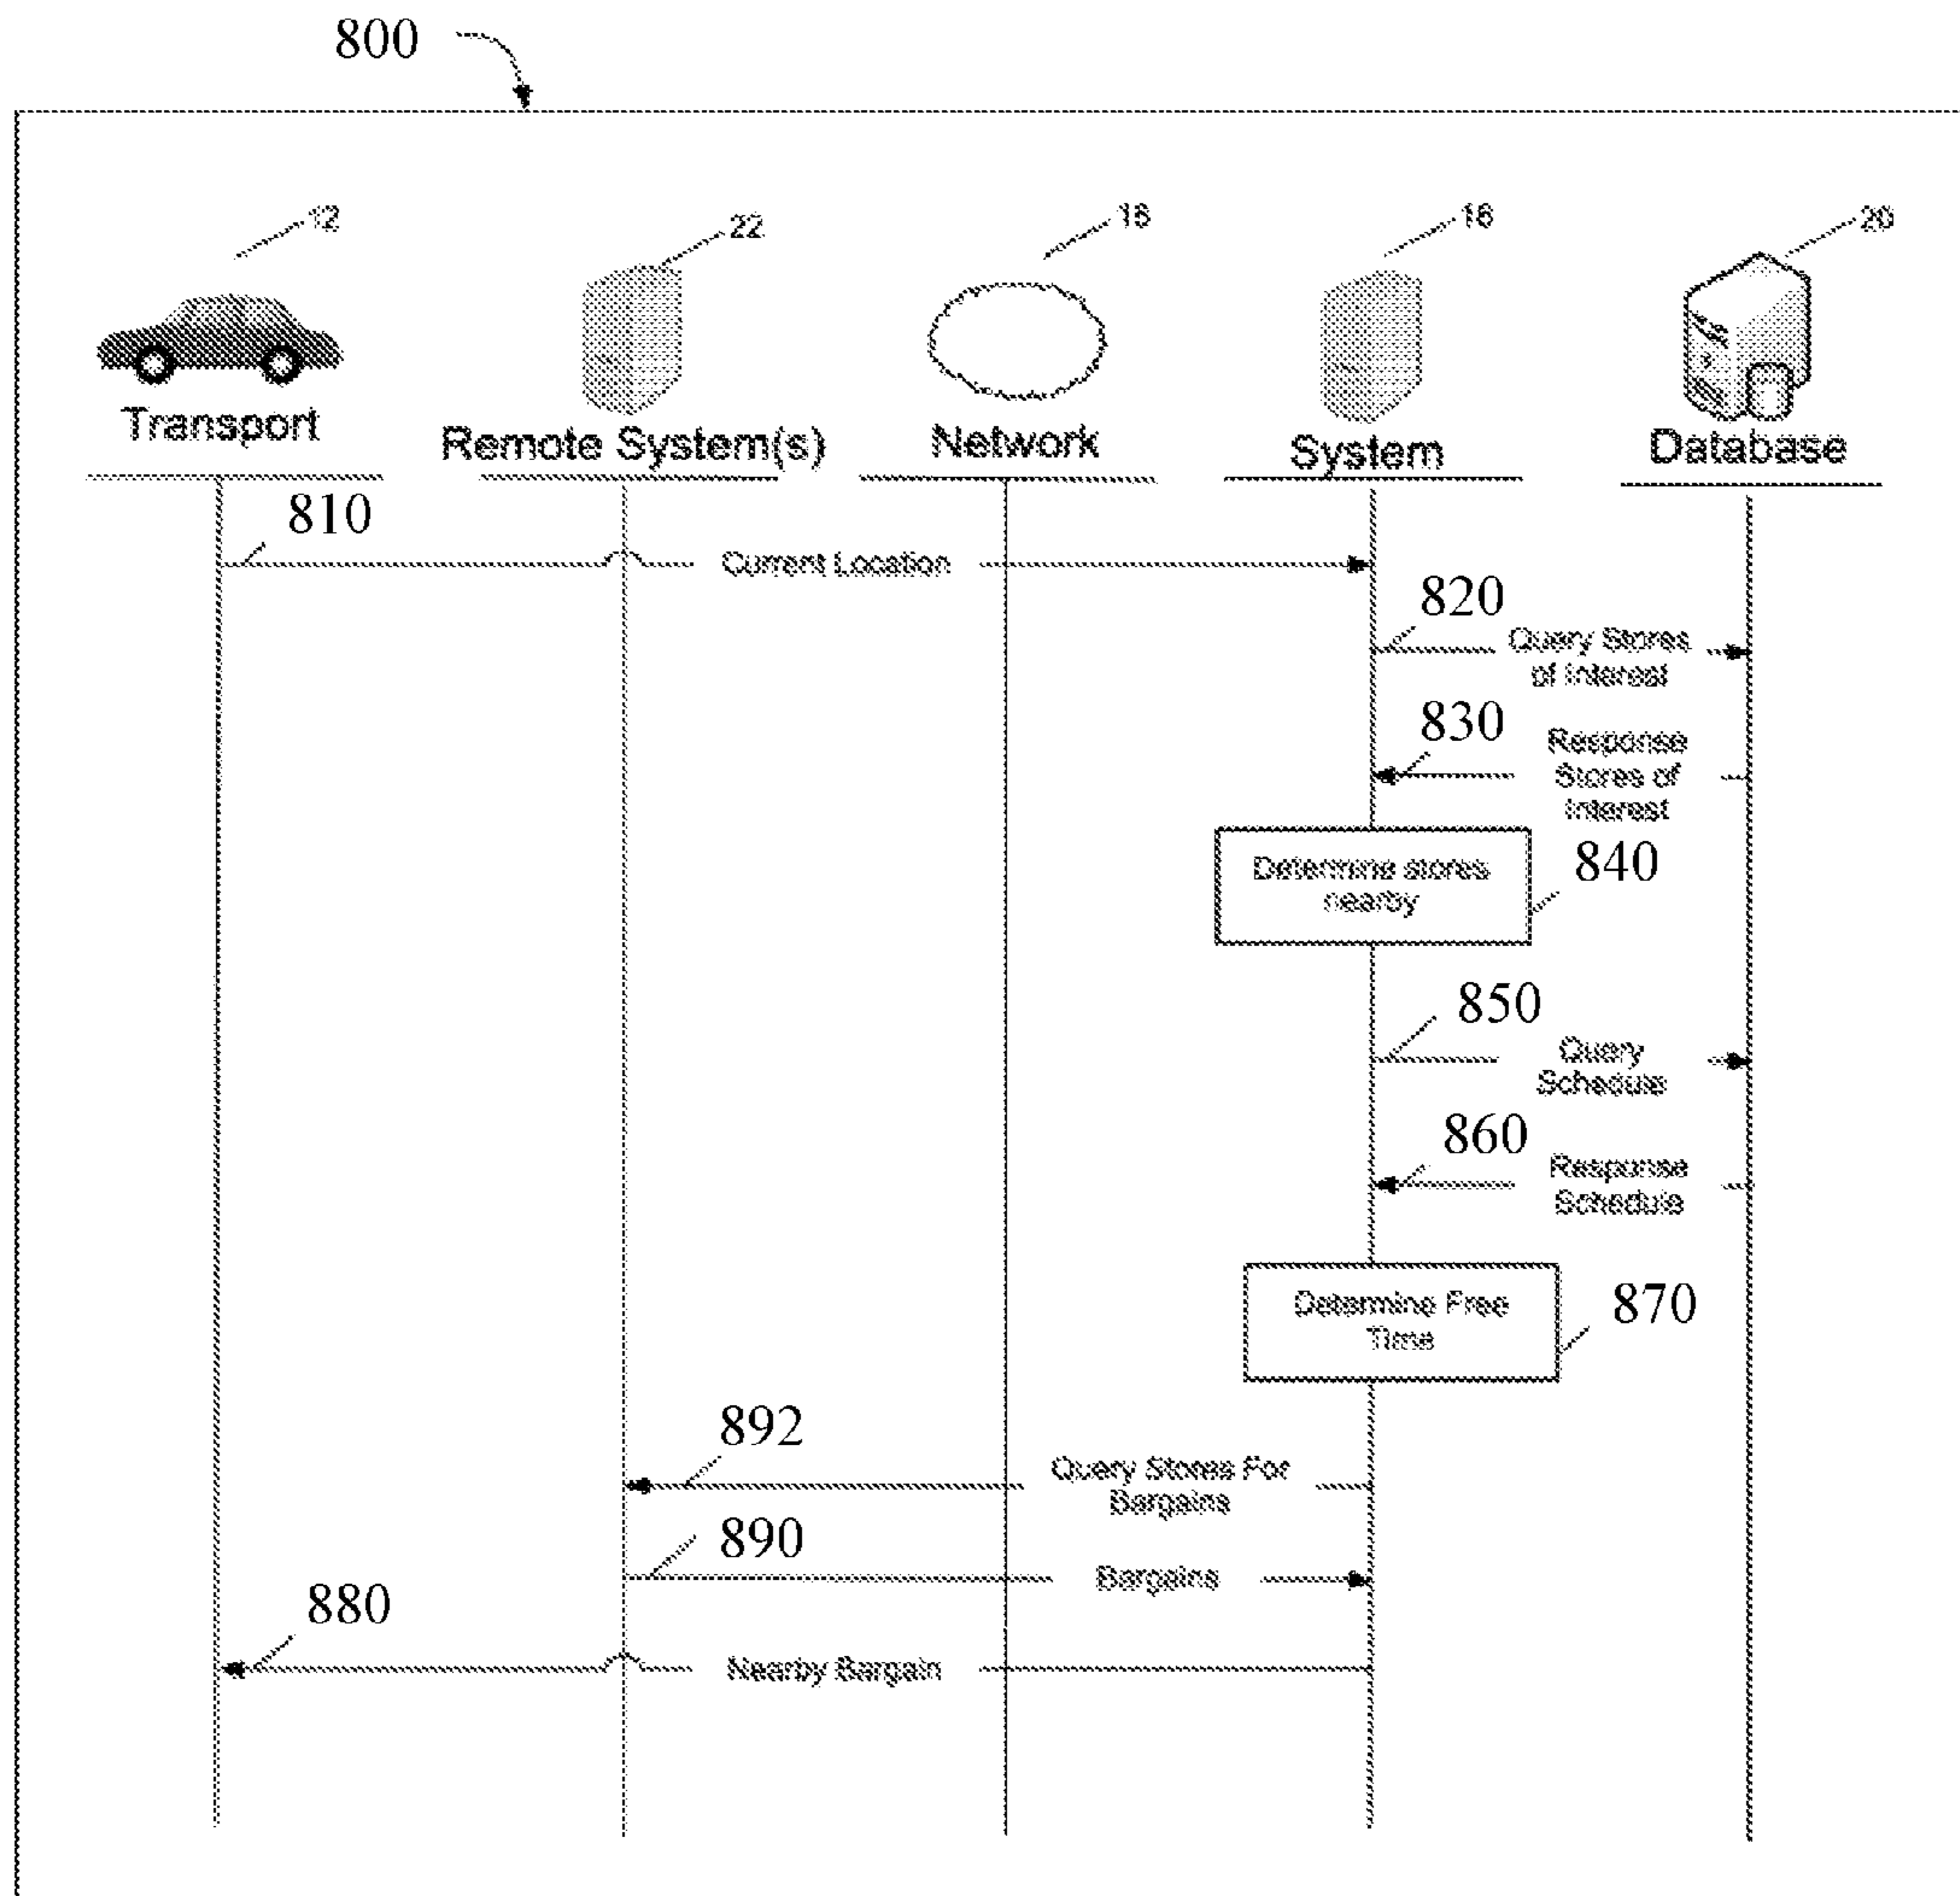 800
12
22
16
16
20
Transport
Remote System(s)
Network
System
Database
810
Current Location
820
Query Stores
of Interest
830
Response
Stores of
Interest
Determine stores
nearby
840
850
Query
Schedule
860
Response
Schedule
Determine Free
Time
870
892
Query Stores For
Bargains
890
Bargains
880
Nearby Bargain